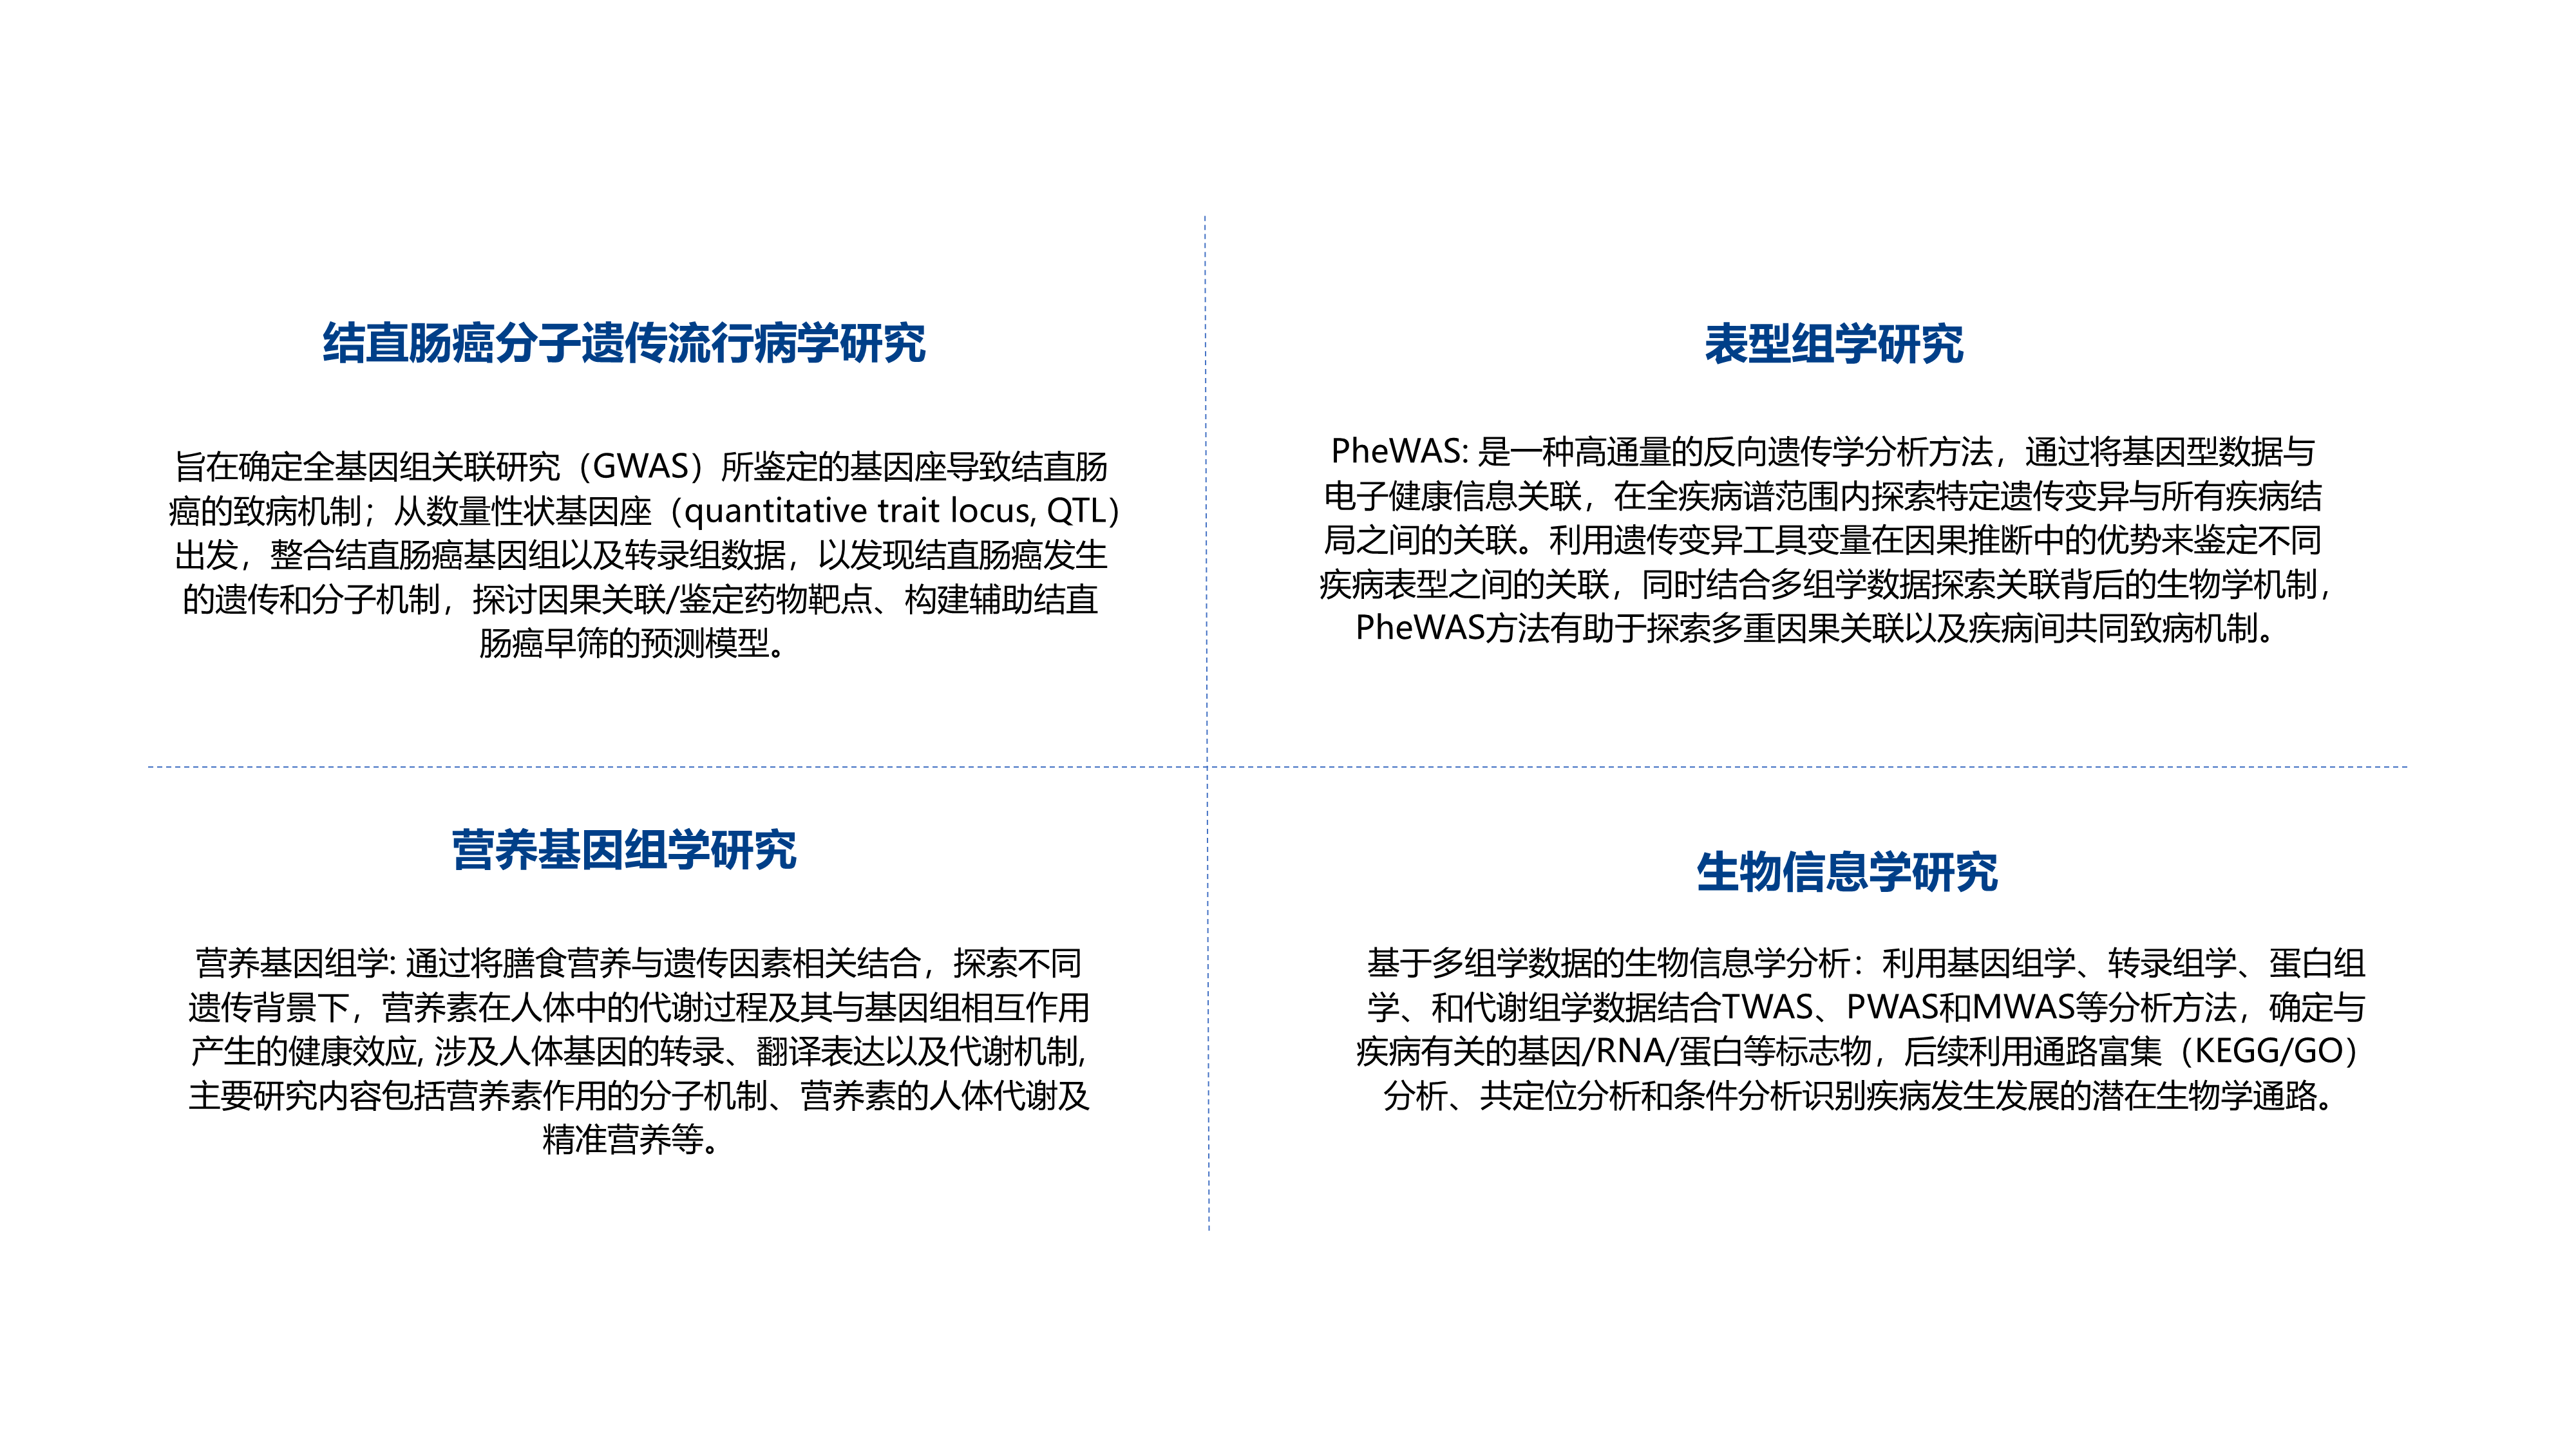 结直肠癌分子遗传流行病学研究
旨在确定全基因组关联研究（GWAS）所鉴定的基因座导致结直肠
癌的致病机制；从数量性状基因座（quantitative trait locus, QTL）
出发，整合结直肠癌基因组以及转录组数据，以发现结直肠癌发生
的遗传和分子机制，探讨因果关联/鉴定药物靶点、构建辅助结直
肠癌早筛的预测模型。
表型组学研究
PheWAS: 是一种高通量的反向遗传学分析方法，通过将基因型数据与
电子健康信息关联，在全疾病谱范围内探索特定遗传变异与所有疾病结
局之间的关联。利用遗传变异工具变量在因果推断中的优势来鉴定不同
疾病表型之间的关联，同时结合多组学数据探索关联背后的生物学机制，
PheWAS方法有助于探索多重因果关联以及疾病间共同致病机制。
营养基因组学研究
营养基因组学: 通过将膳食营养与遗传因素相关结合，探索不同
遗传背景下，营养素在人体中的代谢过程及其与基因组相互作用
产生的健康效应, 涉及人体基因的转录、翻译表达以及代谢机制,
主要研究内容包括营养素作用的分子机制、营养素的人体代谢及
精准营养等。
生物信息学研究
基于多组学数据的生物信息学分析：利用基因组学、转录组学、蛋白组
学、和代谢组学数据结合TWAS、PWAS和MWAS等分析方法，确定与
疾病有关的基因/RNA/蛋白等标志物，后续利用通路富集（KEGG/GO）
分析、共定位分析和条件分析识别疾病发生发展的潜在生物学通路。